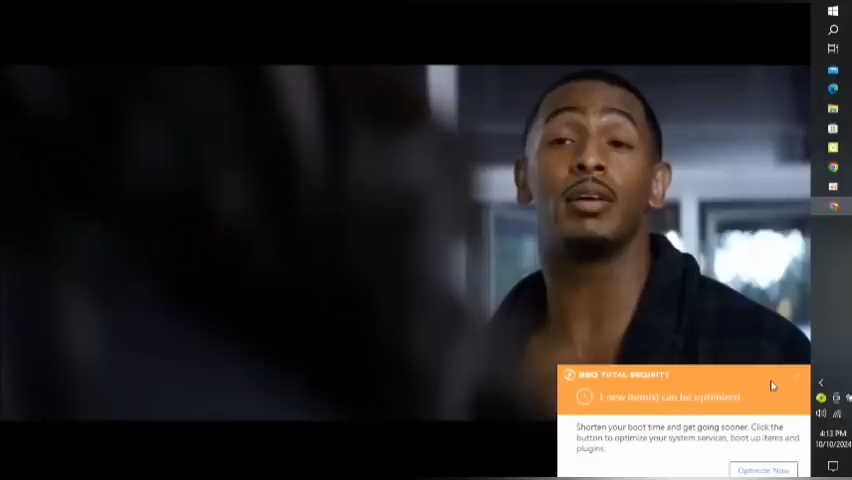 360 TOTAL SECURITY
1 new item(s) can be optimized
Shorten your boot time and get going sooner. Click the
button to optimize your system services, boot up items and
plugins.
Optimize Now
4:13 PM
10/10/2024